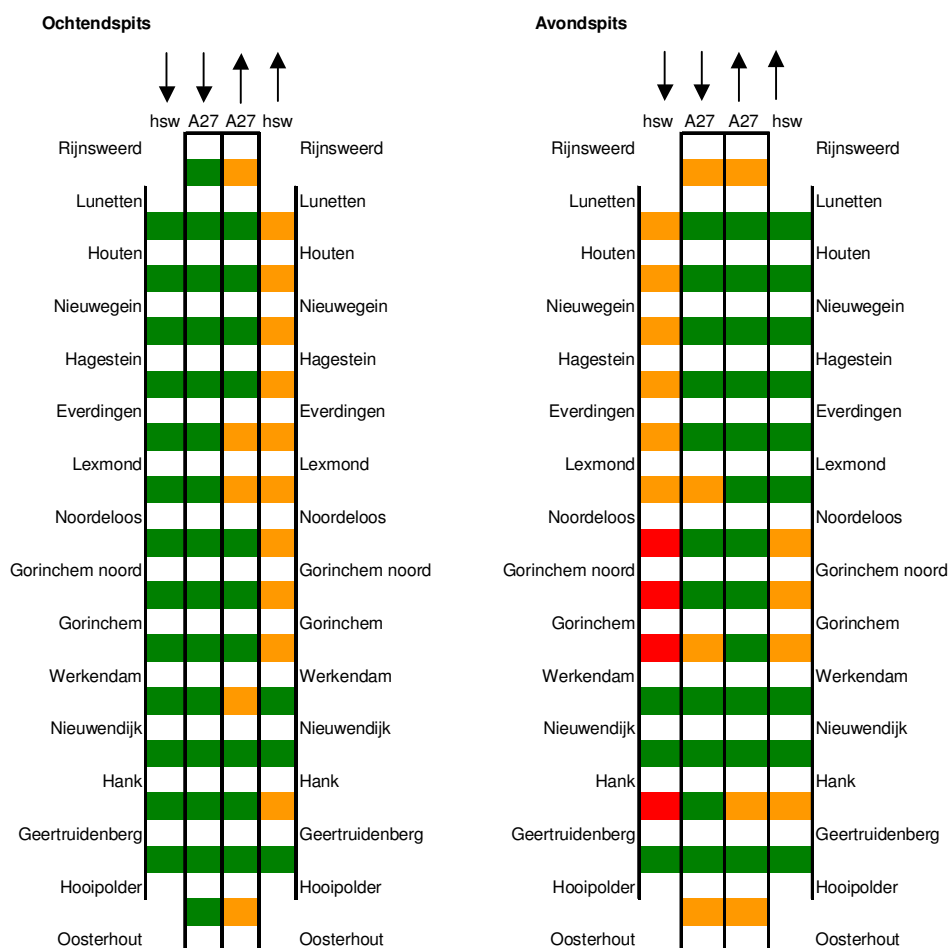 Ochtendspits
Avondspits
hsw A27 A27 hsw
hsw A27 A27 hsw
Rijnsweerd Rijnsweerd Rijnsweerd Rijnsweerd
Lunetten Lunetten Lunetten Lunetten
Houten Houten Houten Houten
Nieuwegein Nieuwegein Nieuwegein Nieuwegein
Hagestein Hagestein Hagestein Hagestein
Everdingen Everdingen Everdingen Everdingen
Lexmond Lexmond Lexmond Lexmond
Noordeloos Noordeloos Noordeloos Noordeloos
Gorinchem noord Gorinchem noord Gorinchem noord Gorinchem noord
Gorinchem Gorinchem Gorinchem Gorinchem
Werkendam Werkendam Werkendam Werkendam
Nieuwendijk Nieuwendijk Nieuwendijk Nieuwendijk
Hank Hank Hank Hank
Geertruidenberg Geertruidenberg Geertruidenberg Geertruidenberg
Hooipolder Hooipolder Hooipolder Hooipolder
Oosterhout Oosterhout Oosterhout Oosterhout